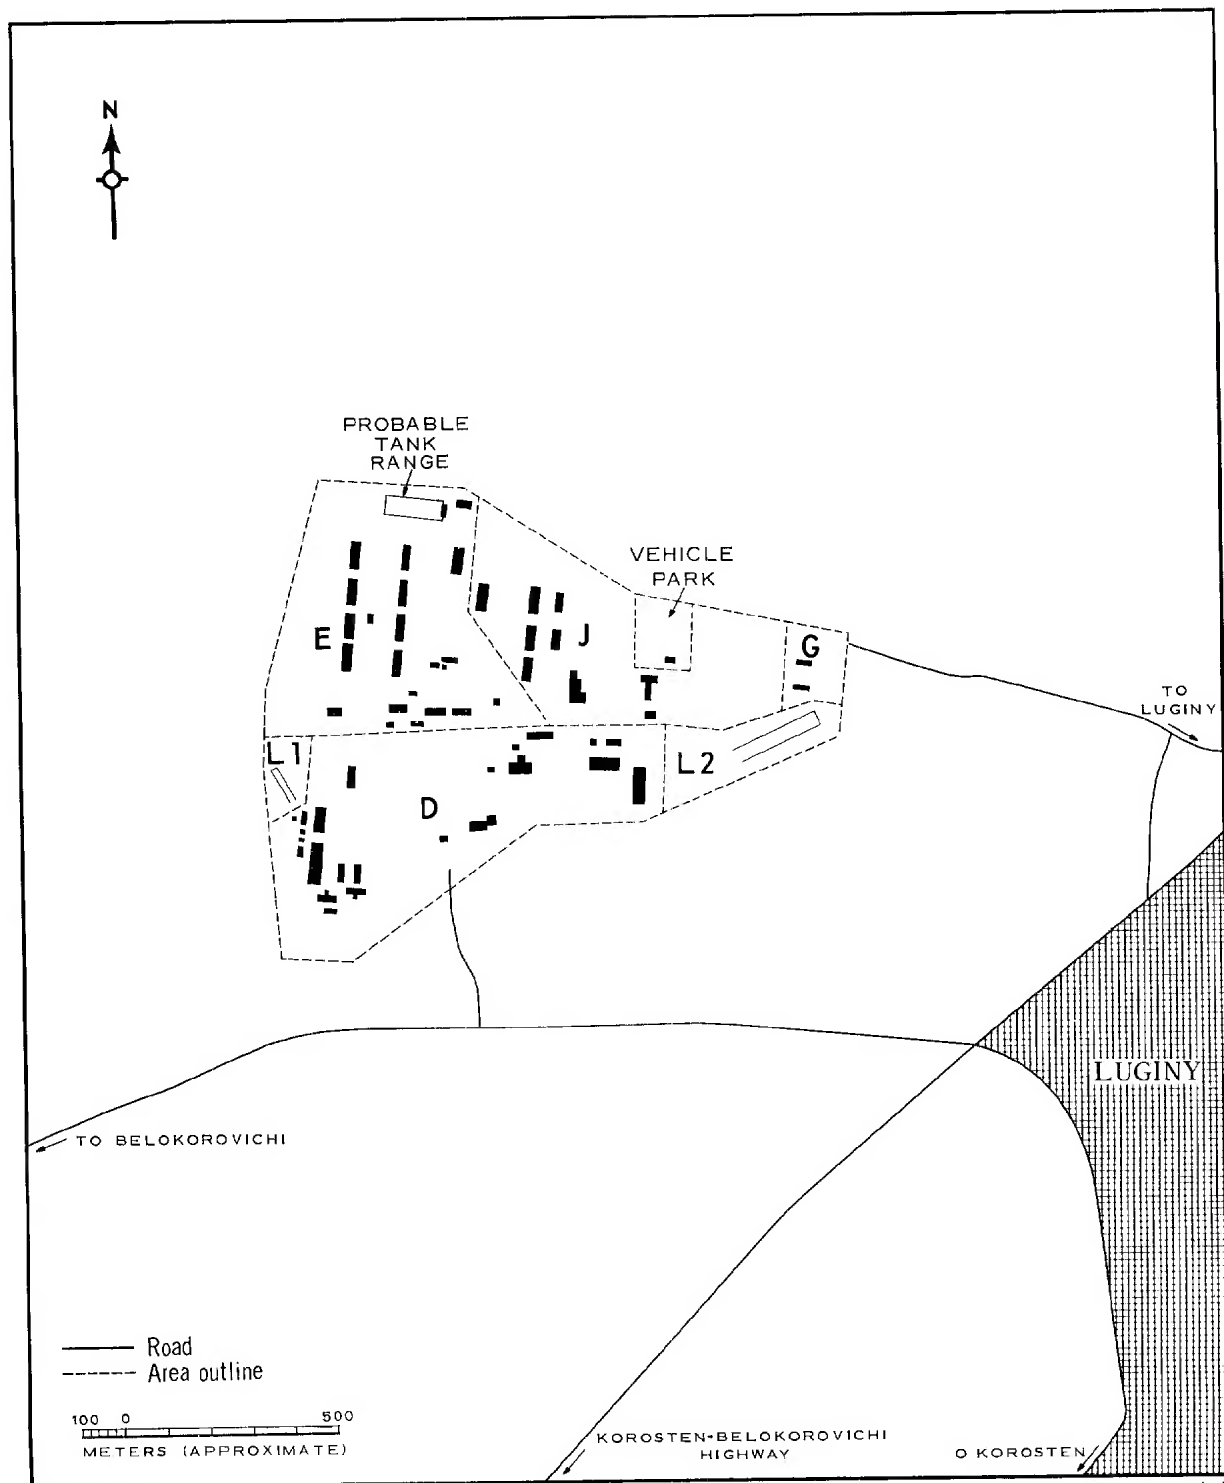 N
PROBABLE
TANK
RANGE
VEHICLE
PARK
E
J
G
TO
LUGINY
L1
L2
D
LUGINY
TO BELOKOROVICHI
Road
Area outline
100 0 500
METERS (APPROXIMATE)
KOROSTEN-BELOKOROVICHI
HIGHWAY
O KOROSTEN